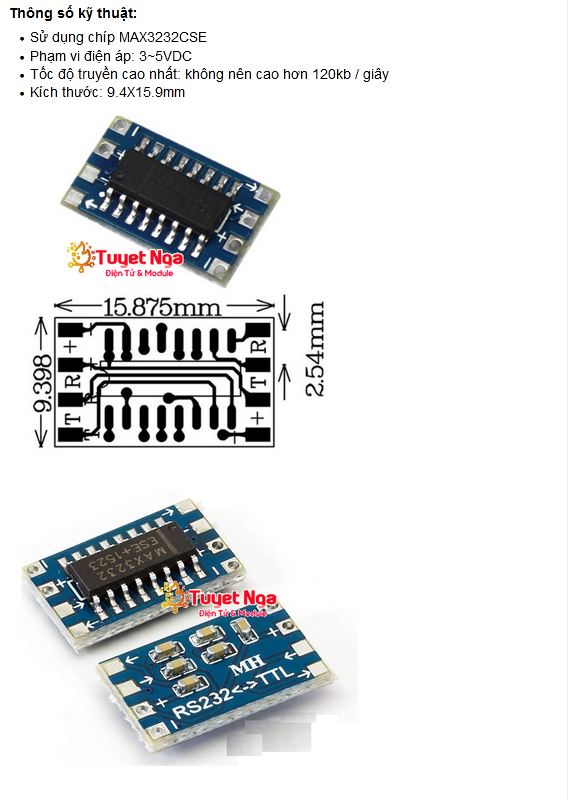 Thông số kỹ thuật:
Sử dụng chíp MAX3232CSE
Phạm vi điện áp: 3~5VDC
Tốc độ truyền cao nhất: không nên cao hơn 120kb / giây
Kích thước: 9.4X15.9mm
Tuyet Nga
Điện Tử & Module
15.875mm
9.398
2.54mm
+
R
T
R
T
+
MAX3232
ESE+1523
Tuyet Nga
Điện Tử & Module
MH
RS232<->TTL